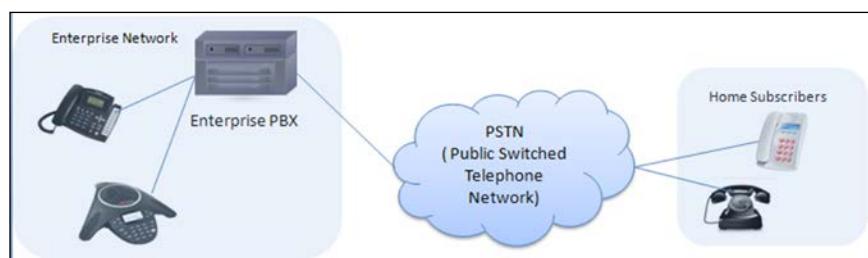 Enterprise Network
Enterprise PBX
PSTN
( Public Switched
Telephone
Network)
Home Subscribers